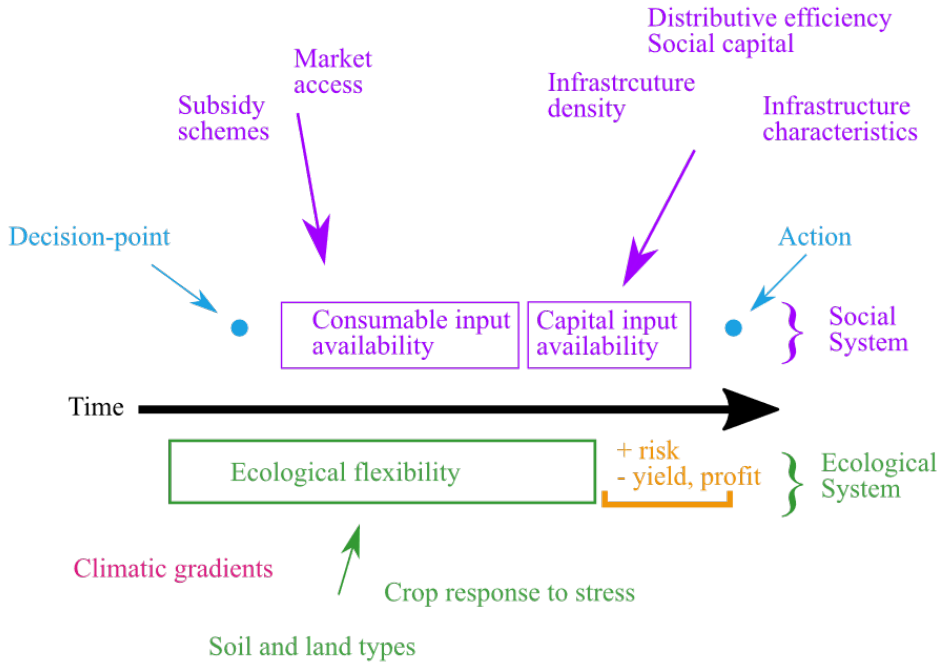 Distributive efficiency
Social capital
Market
access
Infrastrcuture
density
Subsidy
schemes
Infrastructure
characteristics
Decision-point
Action
Consumable input
availability
Capital input
availability
Social
System
Time
Ecological flexibility
+ risk
- yield, profit
Ecological
System
Climatic gradients
Crop response to stress
Soil and land types